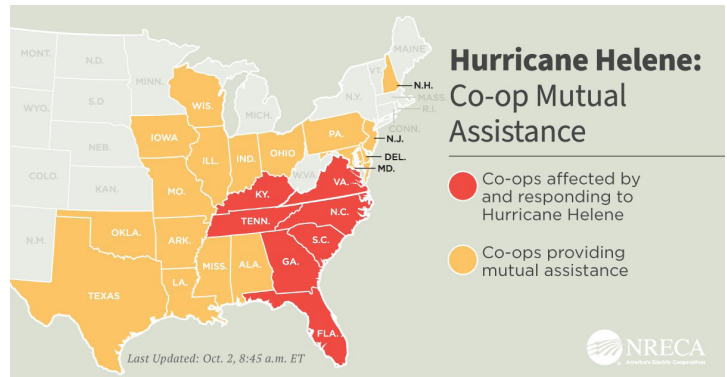 Hurricane Helene:
Co-op Mutual
Assistance
Co-ops affected by
and responding to
Hurricane Helene
Co-ops providing
mutual assistance
MONT.
N.D.
MINN.
WIS.
MICH.
N.Y.
VT.
MAINE
N.H.
MASS.
R.I.
CONN.
WYO.
S.D
NEB.
IOWA
ILL.
IND.
OHIO
PA.
N.J.
DEL.
MD.
COLO.
KAN.
MO.
KY.
W.VA
VA.
N.M.
OKLA.
ARK.
TENN.
N.C.
S.C.
TEXAS
LA.
MISS.
ALA.
GA.
FLA.
Last Updated: Oct. 2, 8:45 a.m. ET
NRECA
America's Electric Cooperatives